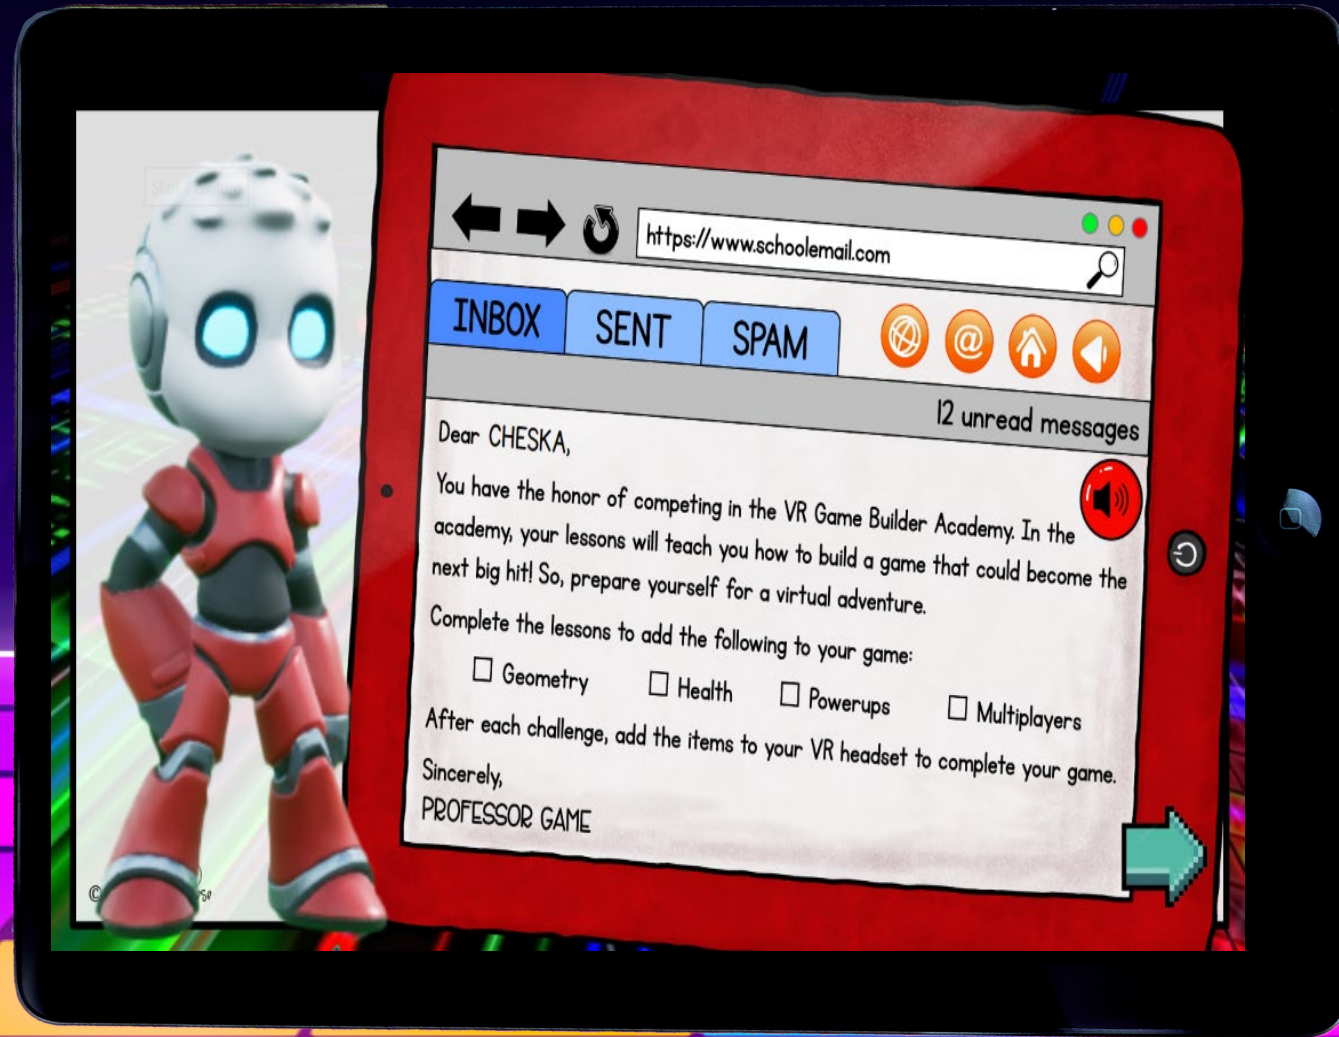 https://www.schoolemail.com
INBOX SENT SPAM
12 unread messages
Dear CHESKA,
You have the honor of competing in the VR Game Builder Academy. In the
academy, your lessons will teach you how to build a game that could become the
next big hit! So, prepare yourself for a virtual adventure.
Complete the lessons to add the following to your game:
Geometry Health Powerups Multiplayers
After each challenge, add the items to your VR headset to complete your game.
Sincerely,
PROFESSOR GAME
©